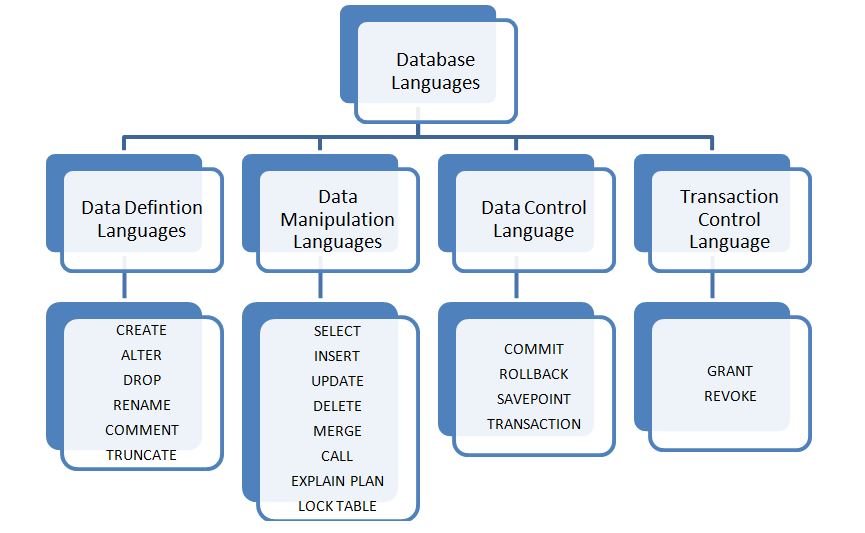 Database
Languages
Data Defintion
Languages
Data
Manipulation
Languages
Data Control
Language
Transaction
Control
Language
CREATE
ALTER
DROP
RENAME
COMMENT
TRUNCATE
SELECT
INSERT
UPDATE
DELETE
MERGE
CALL
EXPLAIN PLAN
LOCK TABLE
COMMIT
ROLLBACK
SAVEPOINT
TRANSACTION
GRANT
REVOKE